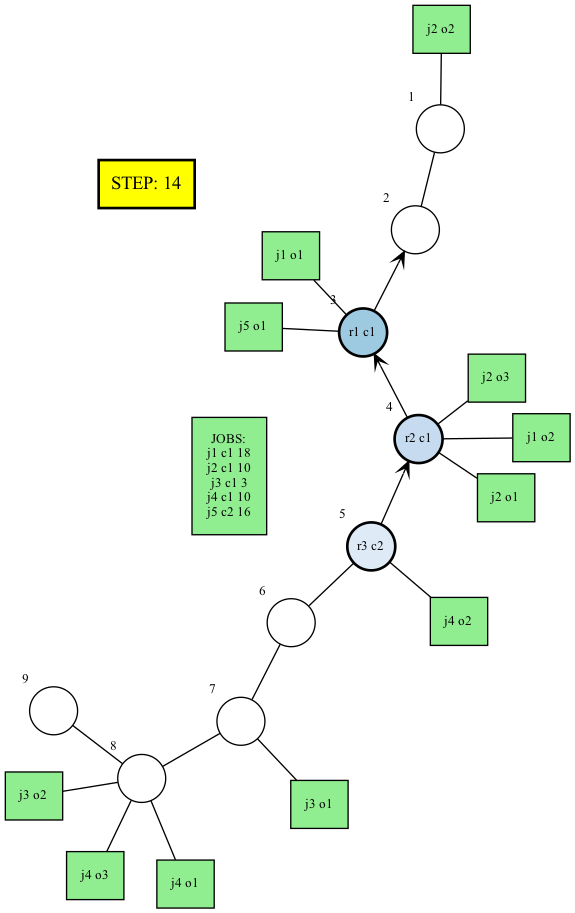 j2 o2
1
STEP: 14
2
j1 o1
3
j5 o1
r1 c1
j2 o3
4
j1 o2
r2 c1
JOBS:
j1 c1 18
j2 c1 10
j3 c1 3
j4 c1 10
j5 c2 16
j2 o1
5
r3 c2
6
j4 o2
9
7
8
j3 o2
j3 o1
j4 o3
j4 o1